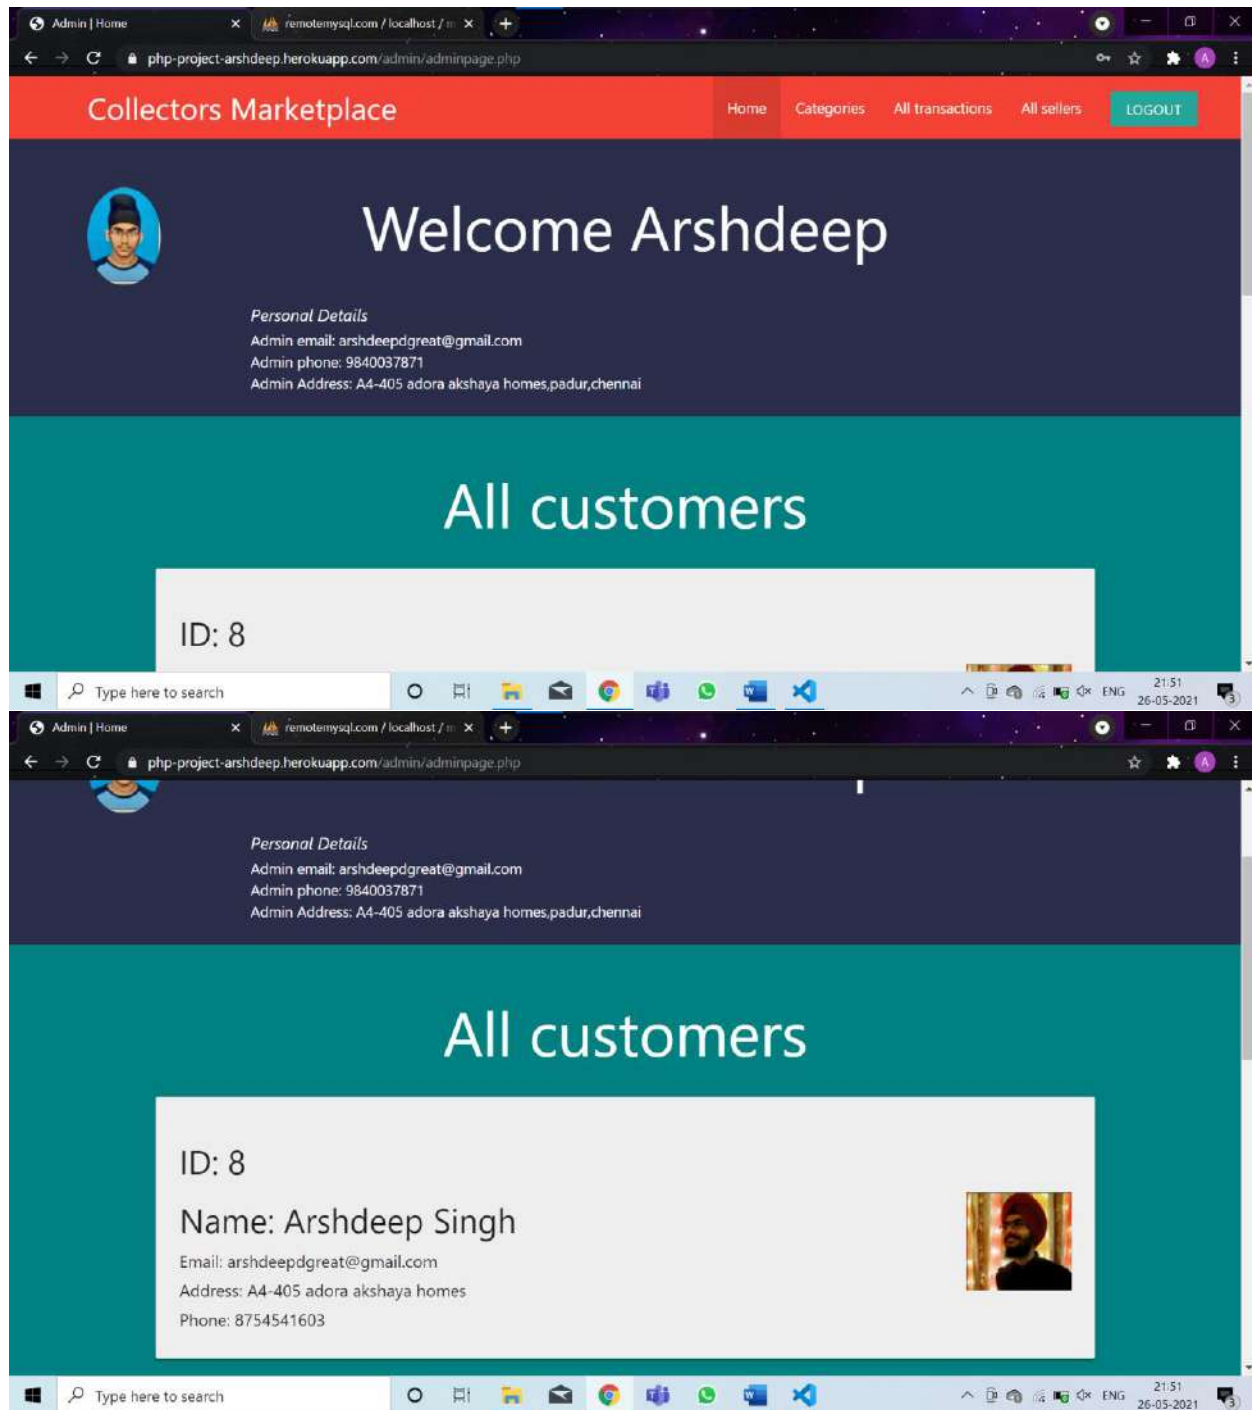 Admin | Home
remotemysql.com / localhost / m
php-project-arshdeep.herokuapp.com/admin/adminpage.php
A
Collectors Marketplace
Home
Categories
All transactions
All sellers
LOGOUT
Welcome Arshdeep
Personal Details
Admin email: arshdeepdgreat@gmail.com
Admin phone: 9840037871
Admin Address: A4-405 adora akshaya homes,padur,chennai
All customers
ID: 8
Type here to search
ENG
21:51
26-05-2021
3
Admin | Home
remotemysql.com / localhost / m
php-project-arshdeep.herokuapp.com/admin/adminpage.php
A
Personal Details
Admin email: arshdeepdgreat@gmail.com
Admin phone: 9840037871
Admin Address: A4-405 adora akshaya homes,padur,chennai
All customers
ID: 8
Name: Arshdeep Singh
Email: arshdeepdgreat@gmail.com
Address: A4-405 adora akshaya homes
Phone: 8754541603
Type here to search
ENG
21:51
26-05-2021
3